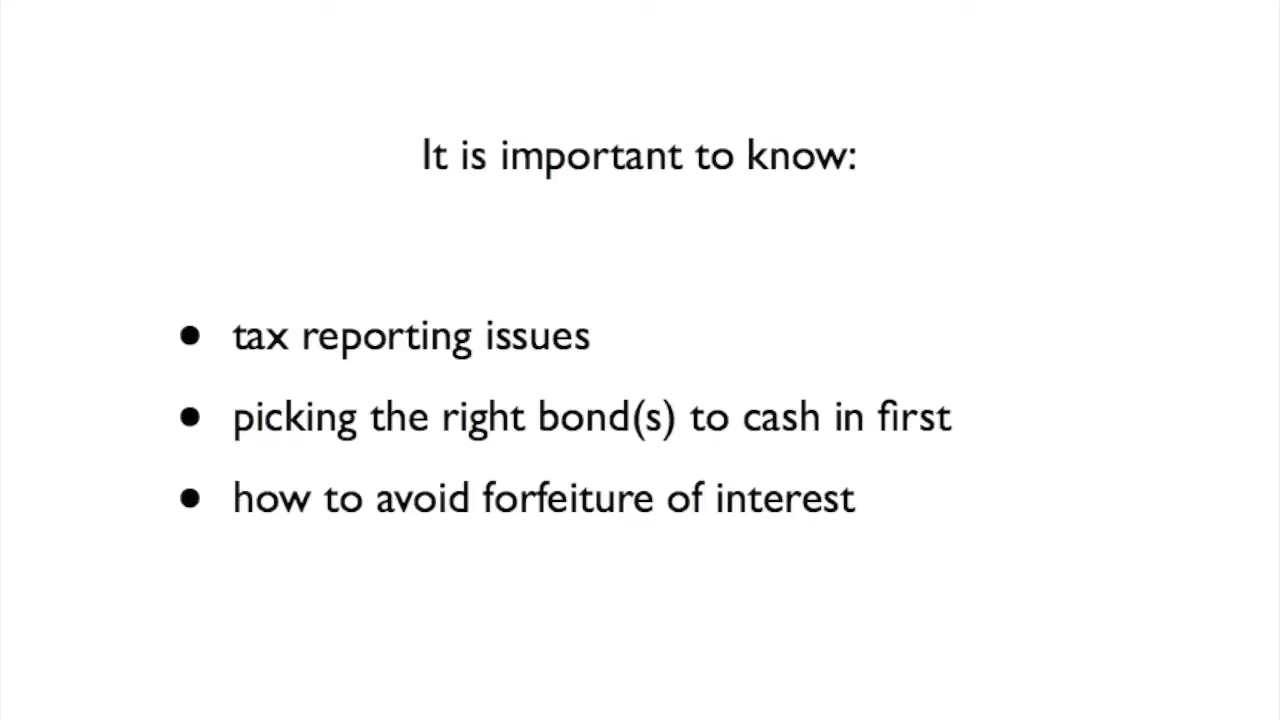 It is important to know:
• tax reporting issues
• picking the right bond(s) to cash in first
• how to avoid forfeiture of interest